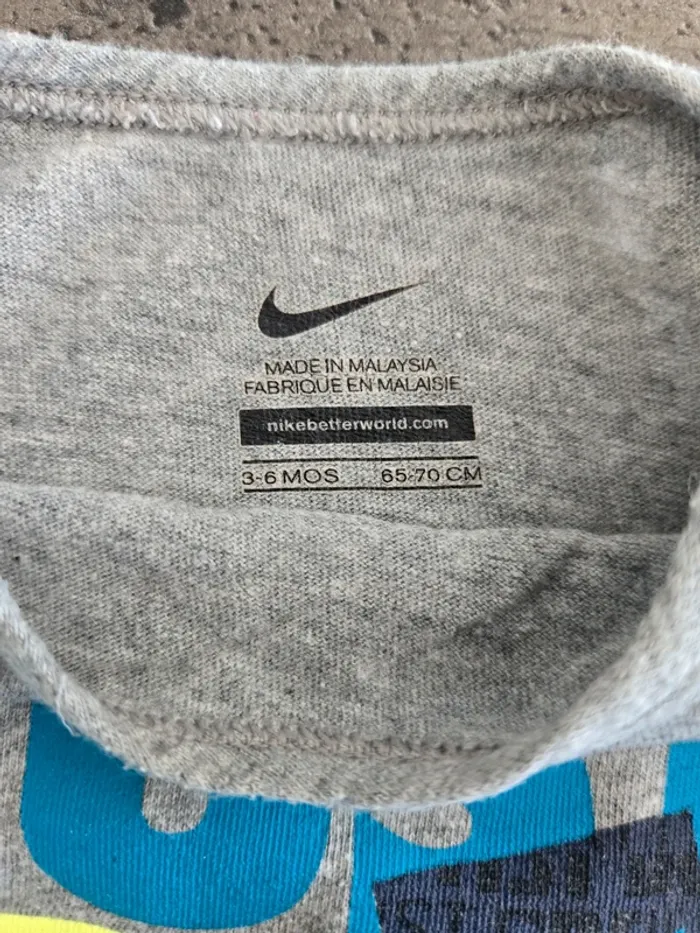 MADE IN MALAYSIA
FABRIQUE EN MALAISIE
nikebetterworld.com
3-6 MOS 65-70 CM